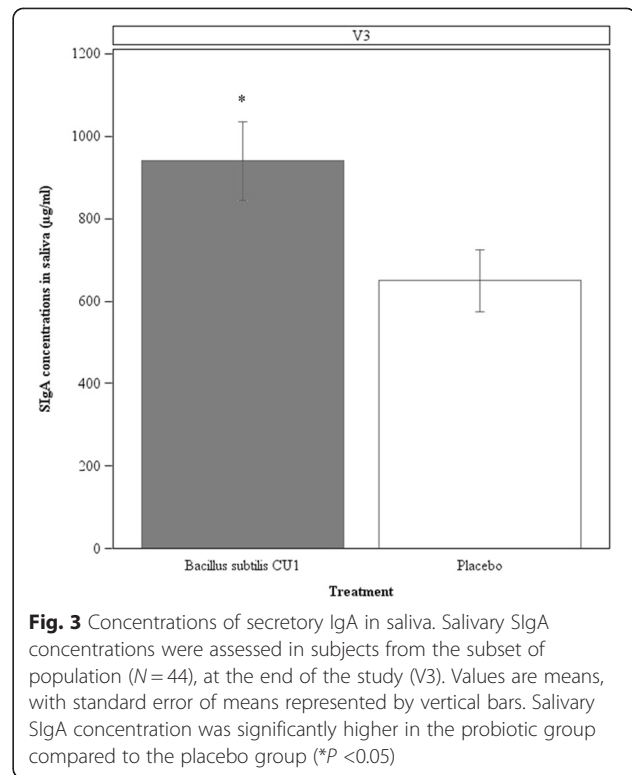 V3
1200
1000
800
600
400
200
0
SIgA concentrations in saliva (µg/ml)
*
Bacillus subtilis CU1
Placebo
Treatment
Fig. 3 Concentrations of secretory IgA in saliva. Salivary SIgA
concentrations were assessed in subjects from the subset of
population (N = 44), at the end of the study (V3). Values are means,
with standard error of means represented by vertical bars. Salivary
SIgA concentration was significantly higher in the probiotic group
compared to the placebo group (*P <0.05)